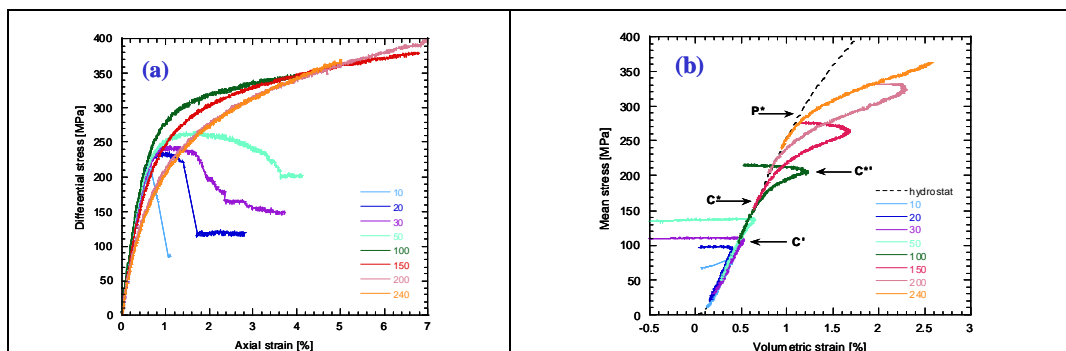 (a)
Differential stress [MPa]
400
350
300
250
200
150
100
50
0
10
20
30
50
100
150
200
240
0 1 2 3 4 5 6 7
Axial strain [%]
(b)
Mean stress [MPa]
400
350
300
250
200
150
100
50
0
P*
C*'
C*
C'
hydrostat
10
20
30
50
100
150
200
240
-0.5 0 0.5 1 1.5 2 2.5 3
Volumetric strain [%]